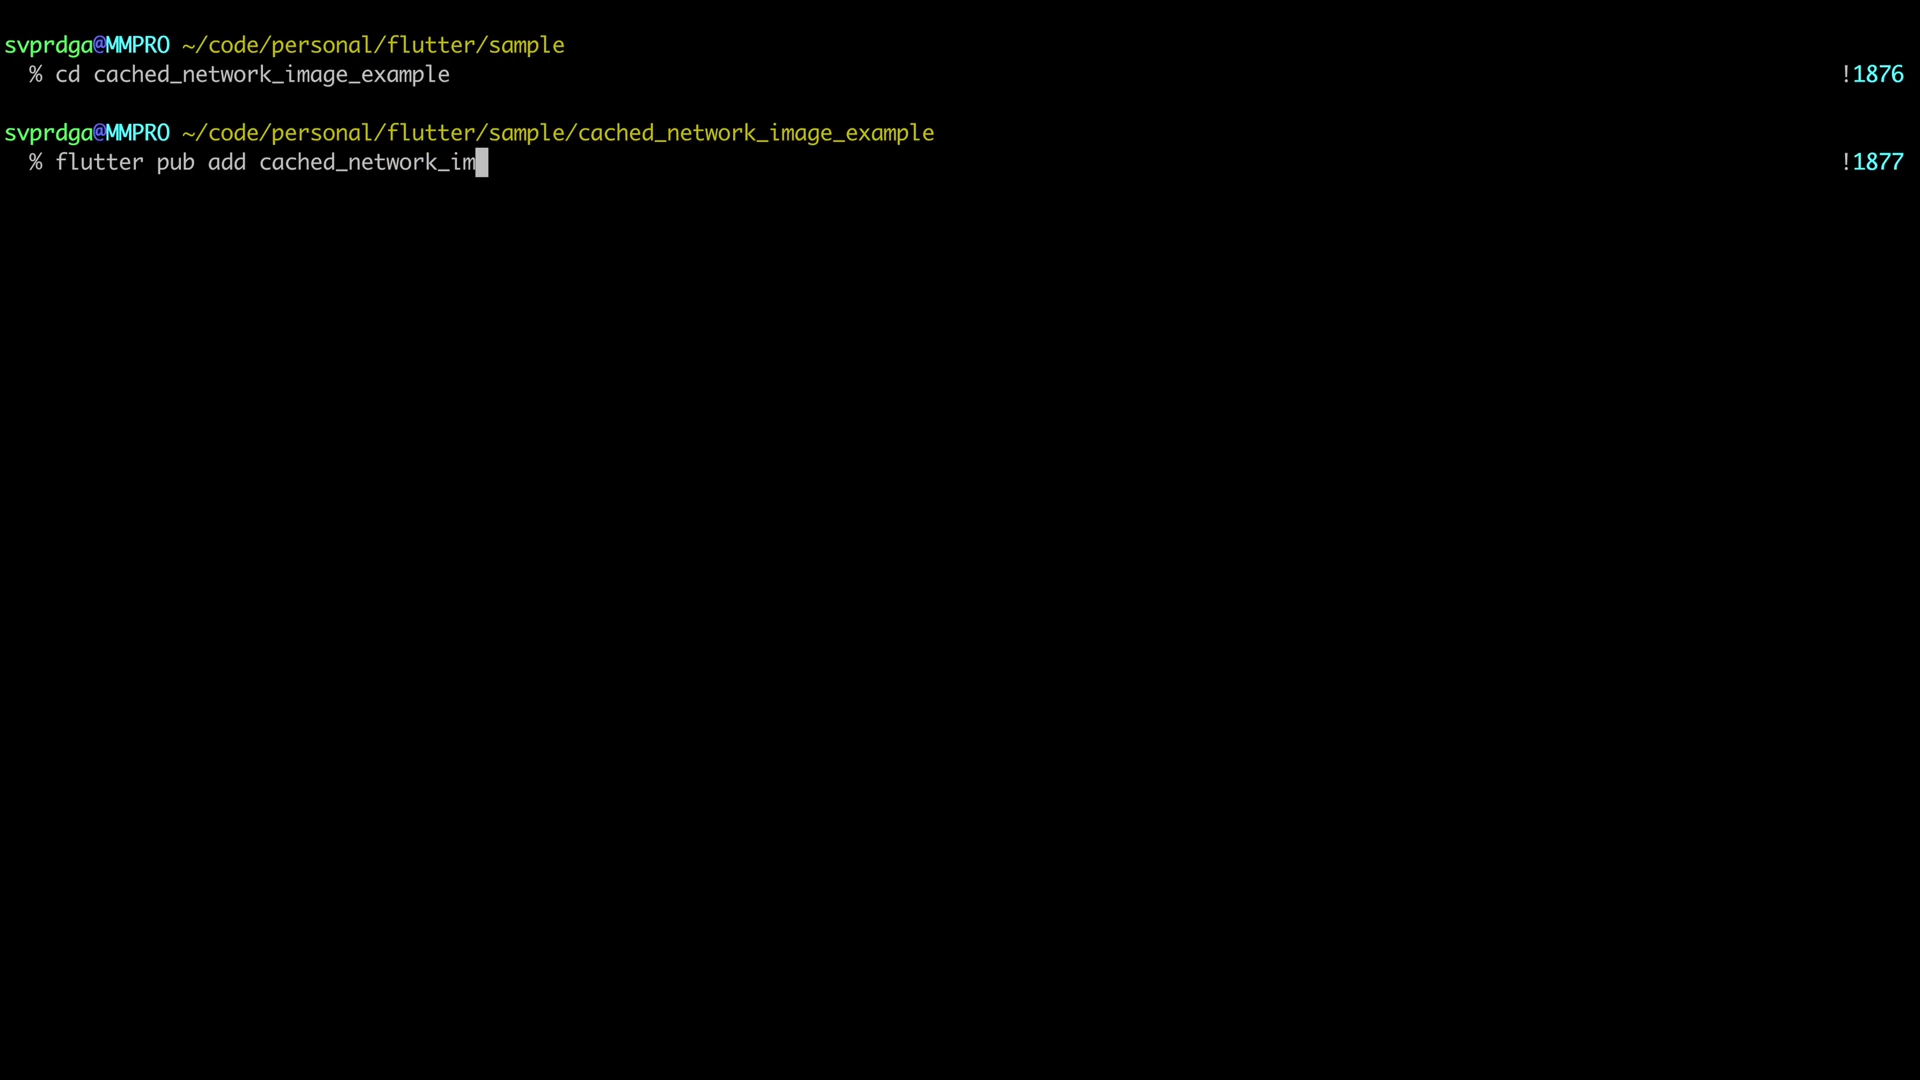 svprdga@MMPRO ~/code/personal/flutter/sample
% cd cached_network_image_example !1876
svprdga@MMPRO ~/code/personal/flutter/sample/cached_network_image_example
% flutter pub add cached_network_im !1877